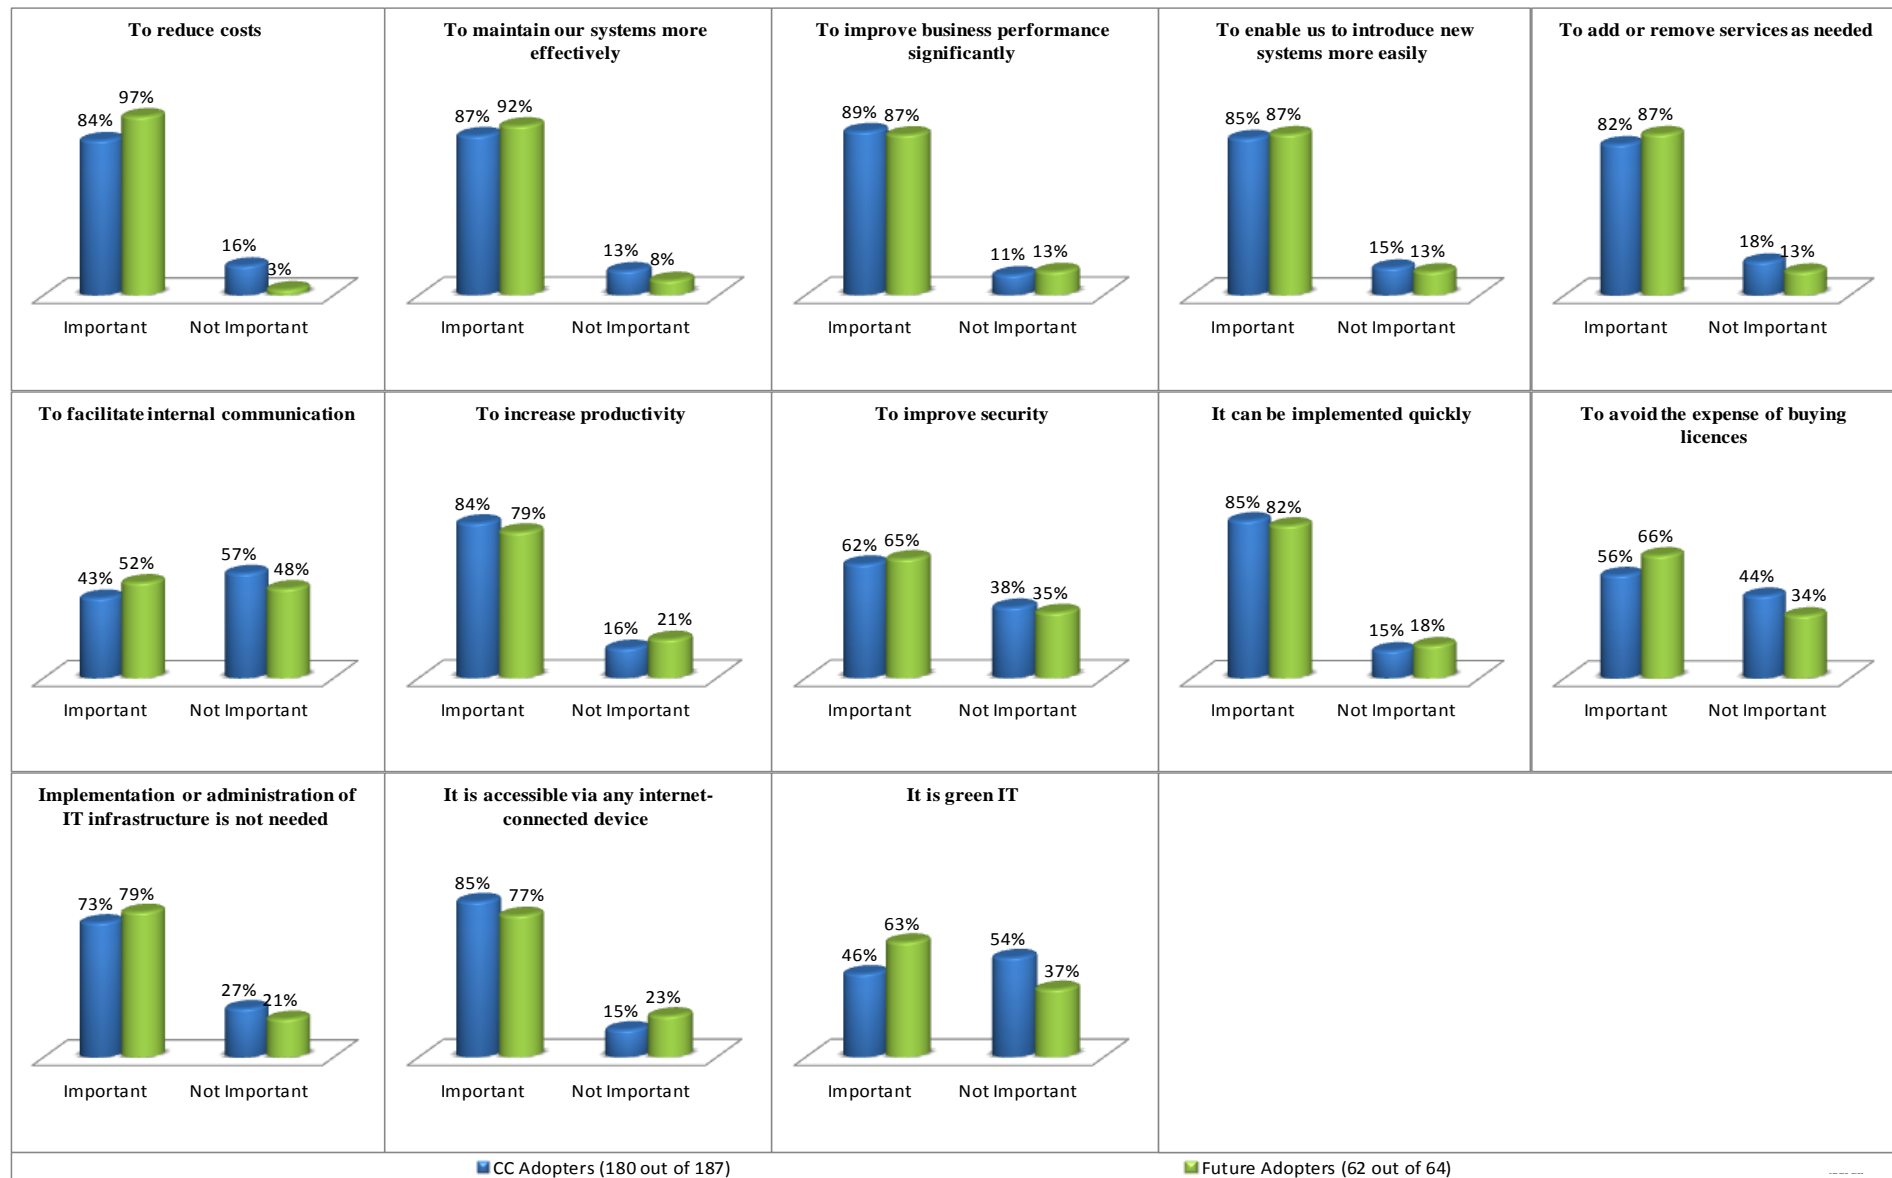 To reduce costs
To maintain our systems more
effectively
To improve business performance
significantly
To enable us to introduce new
systems more easily
To add or remove services as needed
84%
97%
16%
3%
Important
Not Important
87%
92%
13%
8%
Important
Not Important
89%
87%
11%
13%
Important
Not Important
85%
87%
15%
13%
Important
Not Important
82%
87%
18%
13%
Important
Not Important
To facilitate internal communication
To increase productivity
To improve security
It can be implemented quickly
To avoid the expense of buying
licences
43%
52%
57%
48%
Important
Not Important
84%
79%
16%
21%
Important
Not Important
62%
65%
38%
35%
Important
Not Important
85%
82%
15%
18%
Important
Not Important
56%
66%
44%
34%
Important
Not Important
Implementation or administration of
IT infrastructure is not needed
It is accessible via any internet-
connected device
It is green IT
73%
79%
27%
21%
Important
Not Important
85%
77%
15%
23%
Important
Not Important
46%
63%
54%
37%
Important
Not Important
CC Adopters (180 out of 187)
Future Adopters (62 out of 64)